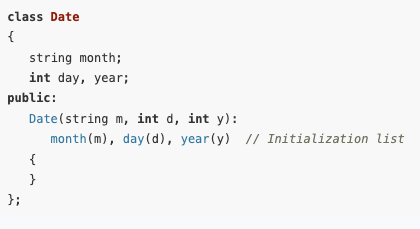 class Date
{
   string month;
   int day, year;
public:
   Date(string m, int d, int y):
      month(m), day(d), year(y)  // Initialization list
   {
   }
};